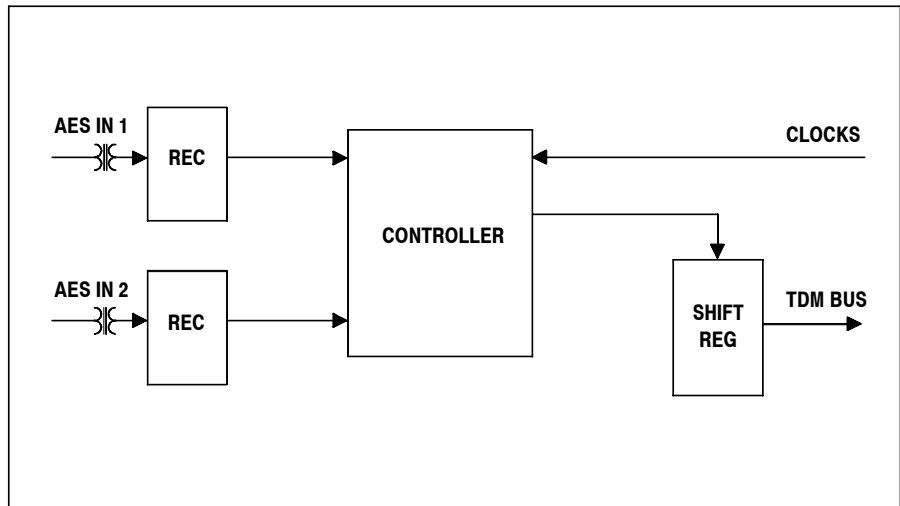 AES IN 1
REC
CLOCKS
CONTROLLER
AES IN 2
REC
SHIFT
REG
TDM BUS